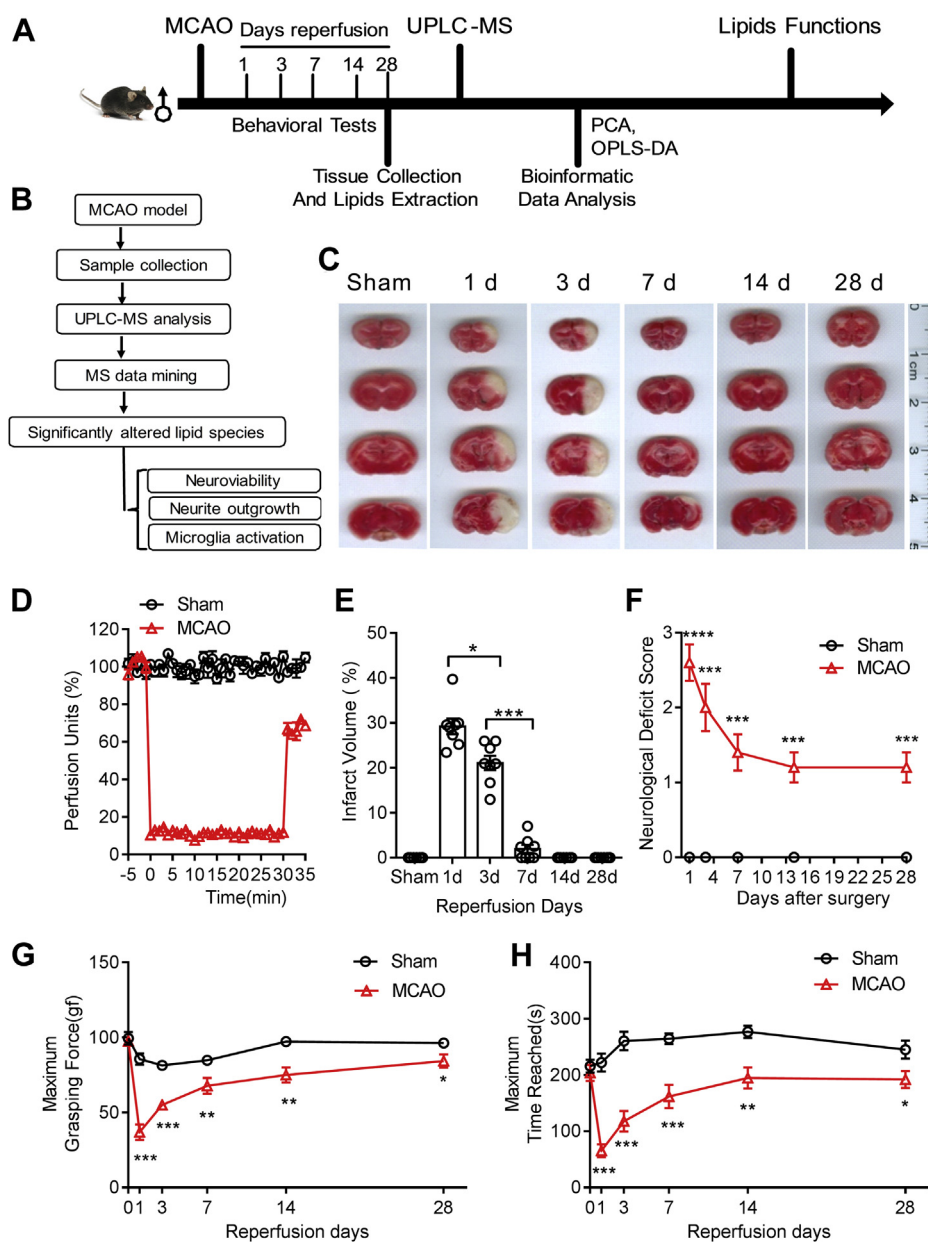 A
MCAO
Days reperfusion
UPLC-MS
Lipids Functions
1 3 7 14 28
Behavioral Tests
PCA,
OPLS-DA
Tissue Collection
And Lipids Extraction
Bioinformatic
Data Analysis
B
MCAO model
Sample collection
UPLC-MS analysis
MS data mining
Significantly altered lipid species
Neuroviability
Neurite outgrowth
Microglia activation
C
Sham 1 d 3 d 7 d 14 d 28 d
0
1 cm
2
3
4
5
D
Sham
MCAO
Perfusion Units (%)
120
100
80
60
40
20
0
-5 0 5 10 15 20 25 30 35
Time(min)
E
Infarct Volume ( %)
50
40
30
20
10
0
*
***
Sham 1d 3d 7d 14d 28d
Reperfusion Days
F
Sham
MCAO
Neurological Deficit Score
3
2
1
0
****
***
***
***
***
1 4 7 10 13 16 19 22 25 28
Days after surgery
G
Sham
MCAO
Maximum
Grasping Force(gf)
150
100
50
0
***
***
**
**
*
0 1 3 7 14 28
Reperfusion days
H
Sham
MCAO
Maximum
Time Reached(s)
400
300
200
100
0
***
***
***
**
*
0 1 3 7 14 28
Reperfusion days